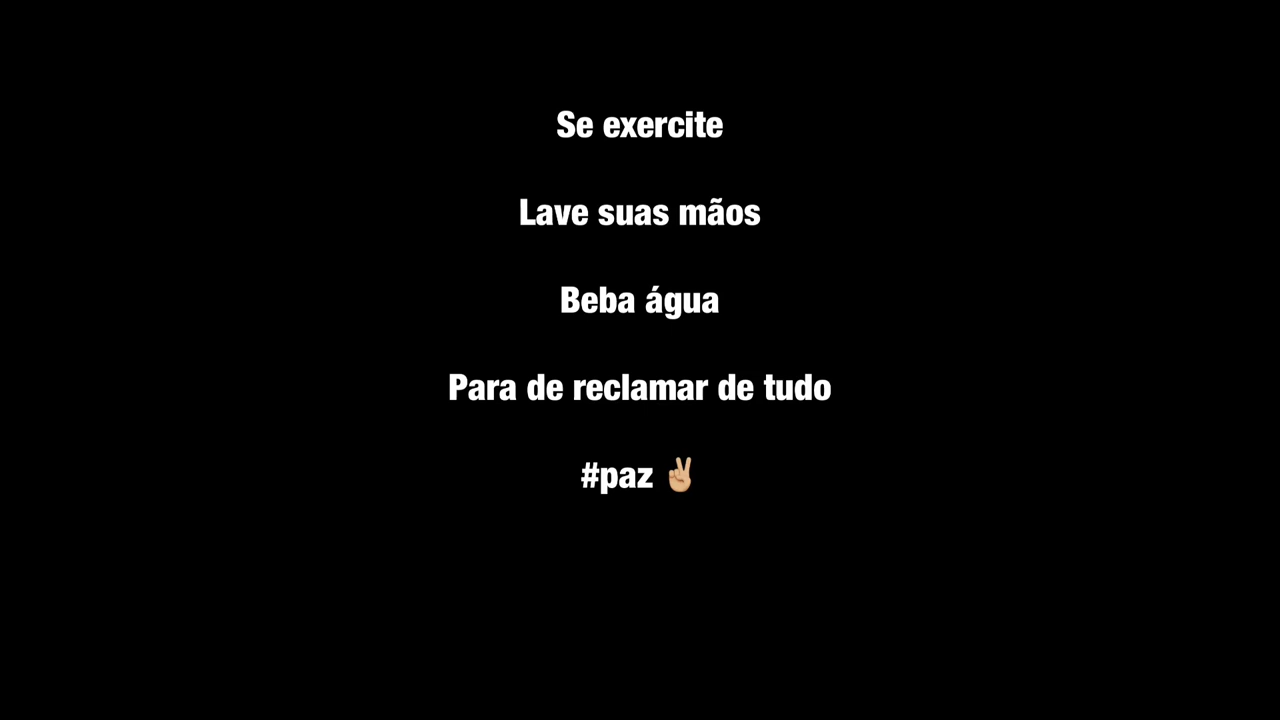 Se exercite
Lave suas mãos
Beba água
Para de reclamar de tudo
#paz ✌🏼